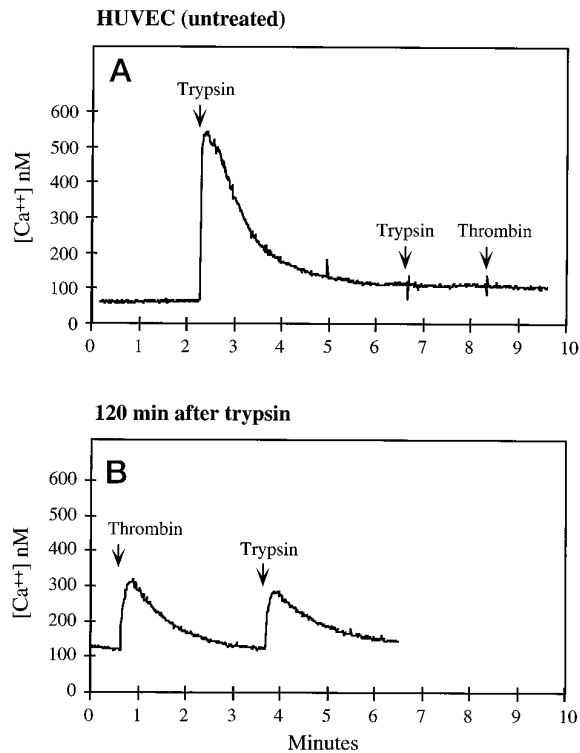 HUVEC (untreated)
A
Trypsin
600
500
400
300
200
100
0
[Ca++] nM
Trypsin
Thrombin
0 1 2 3 4 5 6 7 8 9 10
120 min after trypsin
B
Thrombin
Trypsin
600
500
400
300
200
100
0
[Ca++] nM
0 1 2 3 4 5 6 7 8 9 10
Minutes